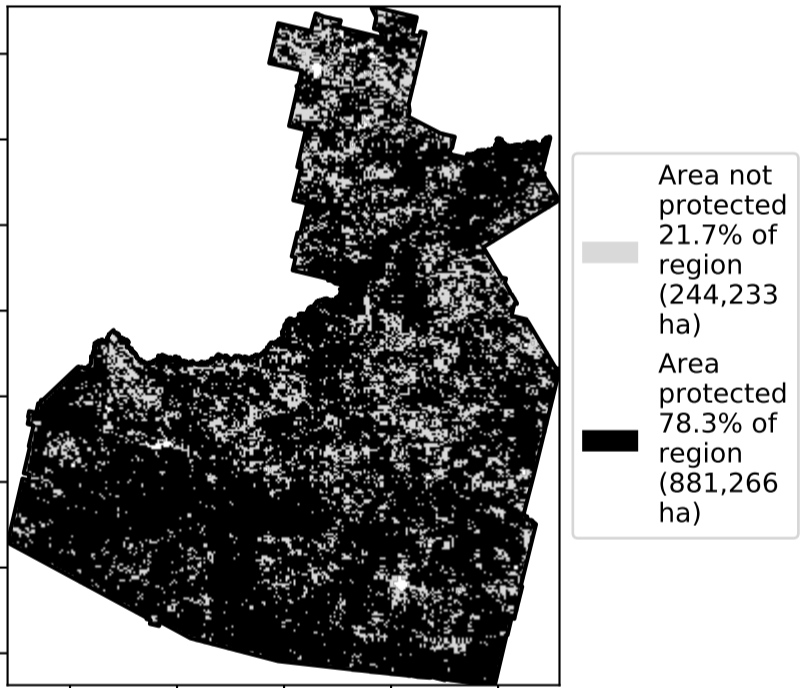 Area not
protected
21.7% of
region
(244,233
ha)
Area
protected
78.3% of
region
(881,266
ha)